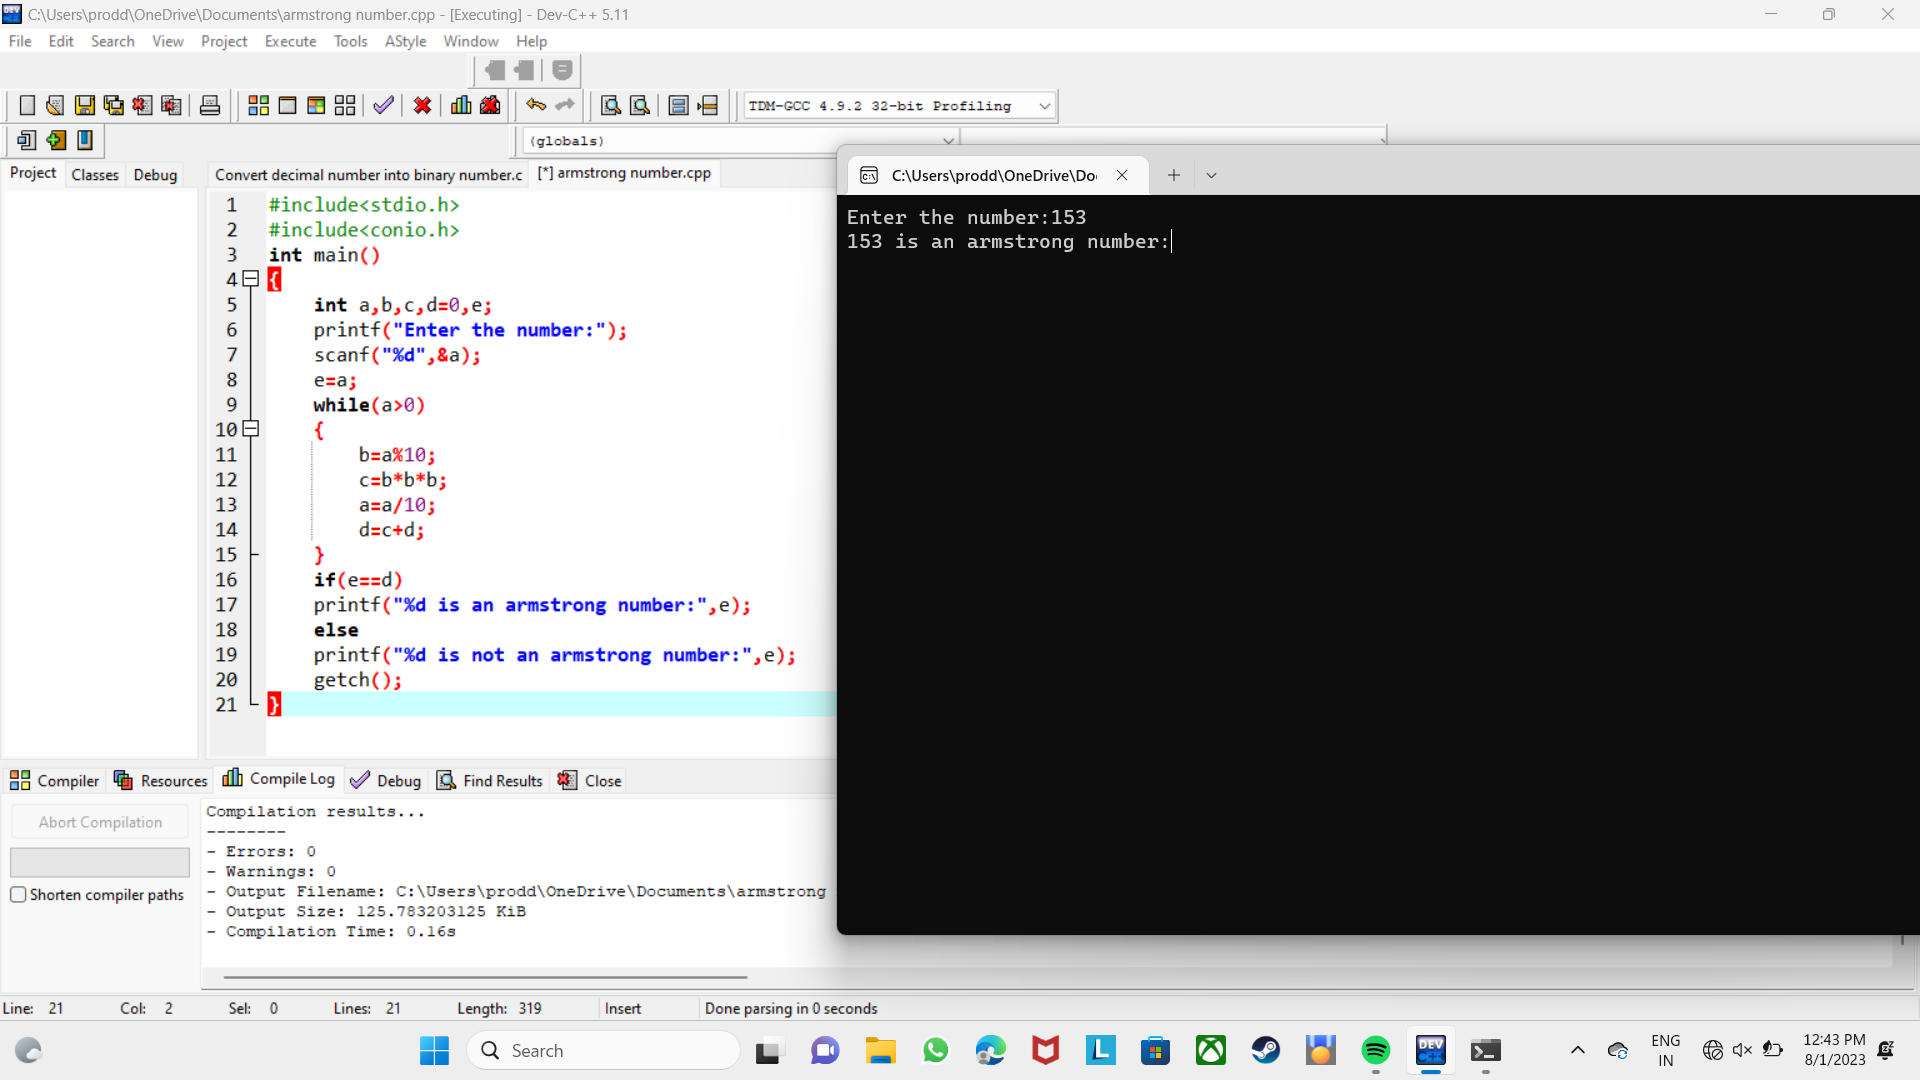 C:\Users\prodd\OneDrive\Documents\armstrong number.cpp - [Executing] - Dev-C++ 5.11
File Edit Search View Project Execute Tools AStyle Window Help
TDM-GCC 4.9.2 32-bit Profiling
(globals)
Project Classes Debug
Convert decimal number into binary number.c [*] armstrong number.cpp
1 #include<stdio.h>
2 #include<conio.h>
3 int main()
4 {
5 int a,b,c,d=0,e;
6 printf("Enter the number:");
7 scanf("%d",&a);
8 e=a;
9 while(a>0)
10 {
11 b=a%10;
12 c=b*b*b;
13 a=a/10;
14 d=c+d;
15 }
16 if(e==d)
17 printf("%d is an armstrong number:",e);
18 else
19 printf("%d is not an armstrong number:",e);
20 getch();
21 }
C:\Users\prodd\OneDrive\Do
Enter the number:153
153 is an armstrong number:
Compiler Resources Compile Log Debug Find Results Close
Abort Compilation
Shorten compiler paths
Compilation results...
--------
- Errors: 0
- Warnings: 0
- Output Filename: C:\Users\prodd\OneDrive\Documents\armstrong
- Output Size: 125.783203125 KiB
- Compilation Time: 0.16s
Line: 21 Col: 2 Sel: 0 Lines: 21 Length: 319 Insert Done parsing in 0 seconds
Search
DEV C++
ENG
IN
12:43 PM
8/1/2023